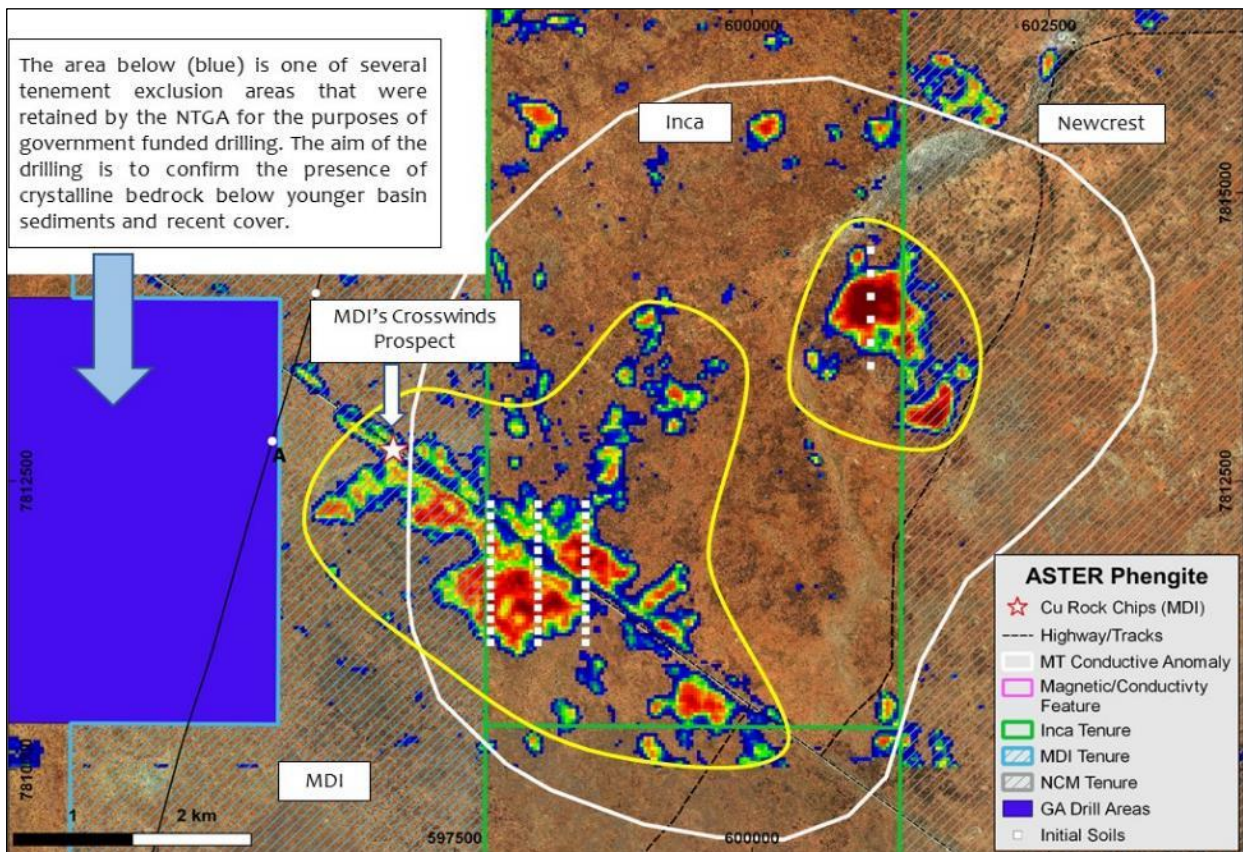 600000
602500
The area below (blue) is one of several
tenement exclusion areas that were
retained by the NTGA for the purposes of
government funded drilling. The aim of the
drilling is to confirm the presence of
crystalline bedrock below younger basin
sediments and recent cover.
Inca
Newcrest
7815000
MDI's Crosswinds
Prospect
A
7812500
7812500
MDI
7810000
1
2 km
597500
600000
ASTER Phengite
Cu Rock Chips (MDI)
Highway/Tracks
MT Conductive Anomaly
Magnetic/Conductivty
Feature
Inca Tenure
MDI Tenure
NCM Tenure
GA Drill Areas
Initial Soils